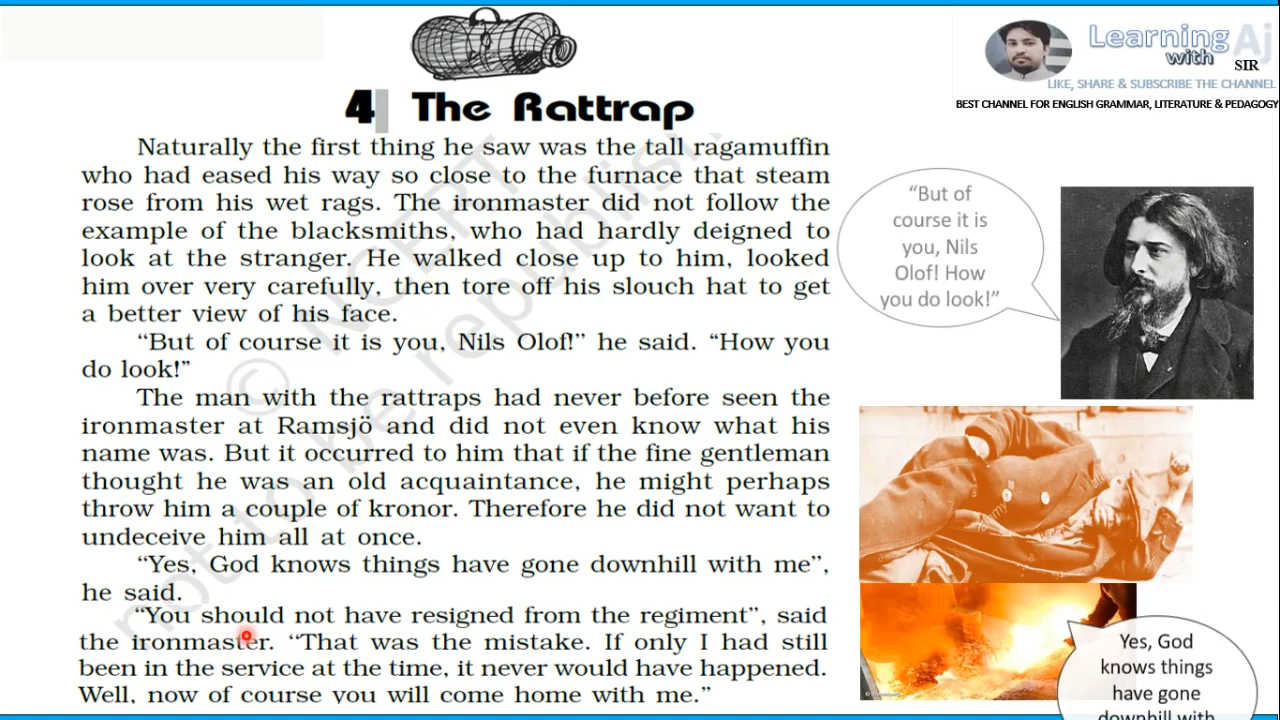 Learning
with Aj
SIR
LIKE, SHARE & SUBSCRIBE THE CHANNEL
BEST CHANNEL FOR ENGLISH GRAMMAR, LITERATURE & PEDAGOGY
4 The Rattrap
Naturally the first thing he saw was the tall ragamuffin
who had eased his way so close to the furnace that steam
rose from his wet rags. The ironmaster did not follow the
example of the blacksmiths, who had hardly deigned to
look at the stranger. He walked close up to him, looked
him over very carefully, then tore off his slouch hat to get
a better view of his face.
“But of course it is you, Nils Olof!” he said. “How you
do look!”
The man with the rattraps had never before seen the
ironmaster at Ramsjö and did not even know what his
name was. But it occurred to him that if the fine gentleman
thought he was an old acquaintance, he might perhaps
throw him a couple of kronor. Therefore he did not want to
undeceive him all at once.
“Yes, God knows things have gone downhill with me”,
he said.
“You should not have resigned from the regiment”, said
the ironmaster. “That was the mistake. If only I had still
been in the service at the time, it never would have happened.
Well, now of course you will come home with me.”
© NCERT
not to be republish
“But of
course it is
you, Nils
Olof! How
you do look!”
Yes, God
knows things
have gone
downhill with